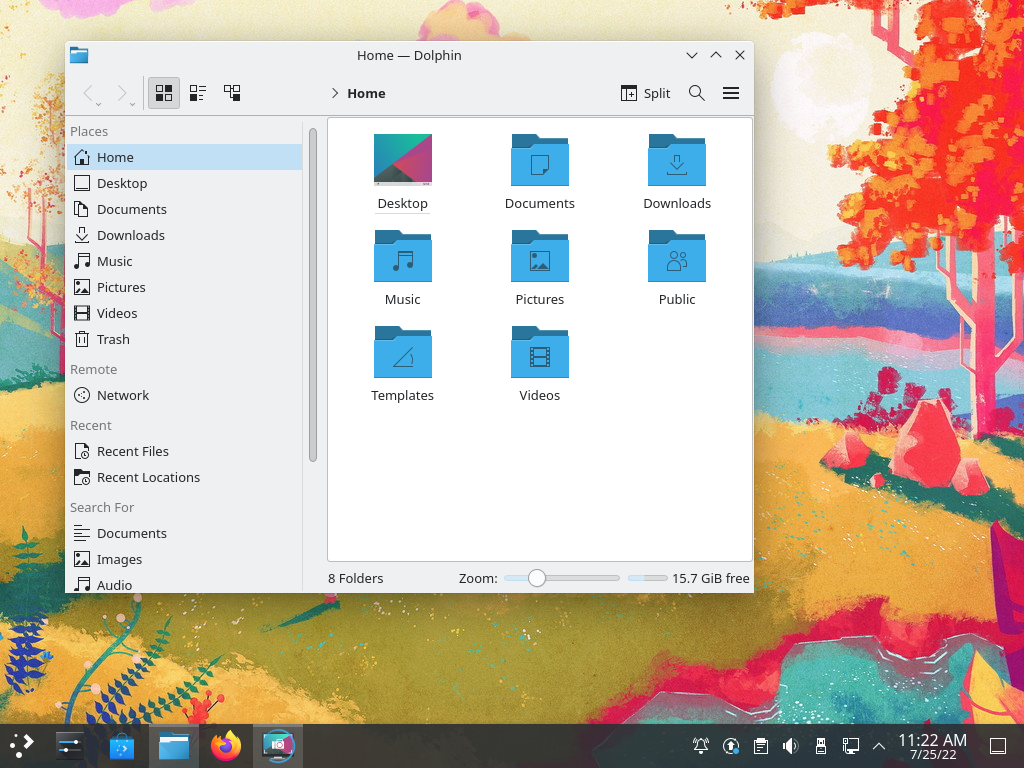 Home — Dolphin
Home
Split
Places
Home
Desktop
Documents
Downloads
Music
Pictures
Videos
Trash
Remote
Network
Recent
Recent Files
Recent Locations
Search For
Documents
Images
Audio
Desktop
Documents
Downloads
Music
Pictures
Public
Templates
Videos
8 Folders
Zoom:
15.7 GiB free
11:22 AM
7/25/22